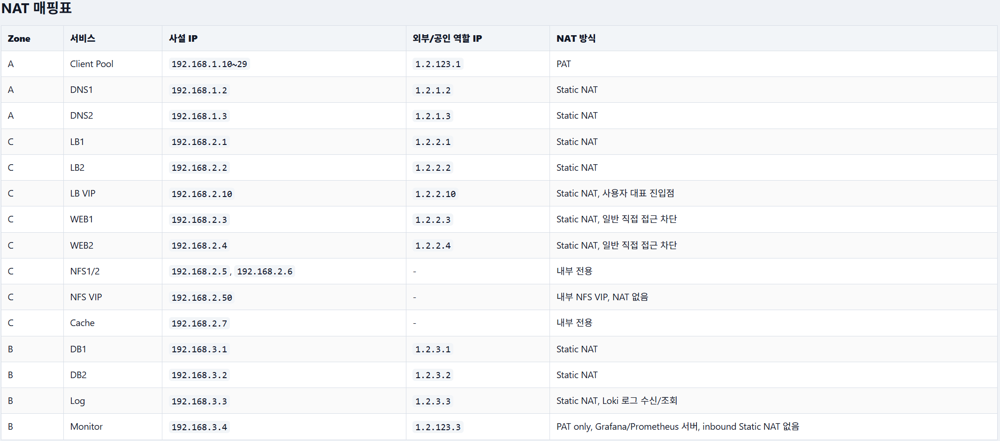 NAT 매핑표
Zone 서비스 사설 IP 외부/공인 역할 IP NAT 방식
A Client Pool 192.168.1.10~29 1.2.123.1 PAT
A DNS1 192.168.1.2 1.2.1.2 Static NAT
A DNS2 192.168.1.3 1.2.1.3 Static NAT
C LB1 192.168.2.1 1.2.2.1 Static NAT
C LB2 192.168.2.2 1.2.2.2 Static NAT
C LB VIP 192.168.2.10 1.2.2.10 Static NAT, 사용자 대표 진입점
C WEB1 192.168.2.3 1.2.2.3 Static NAT, 일반 직접 접근 차단
C WEB2 192.168.2.4 1.2.2.4 Static NAT, 일반 직접 접근 차단
C NFS1/2 192.168.2.5, 192.168.2.6 - 내부 전용
C NFS VIP 192.168.2.50 - 내부 NFS VIP, NAT 없음
C Cache 192.168.2.7 - 내부 전용
B DB1 192.168.3.1 1.2.3.1 Static NAT
B DB2 192.168.3.2 1.2.3.2 Static NAT
B Log 192.168.3.3 1.2.3.3 Static NAT, Loki 로그 수신/조회
B Monitor 192.168.3.4 1.2.123.3 PAT only, Grafana/Prometheus 서버, inbound Static NAT 없음